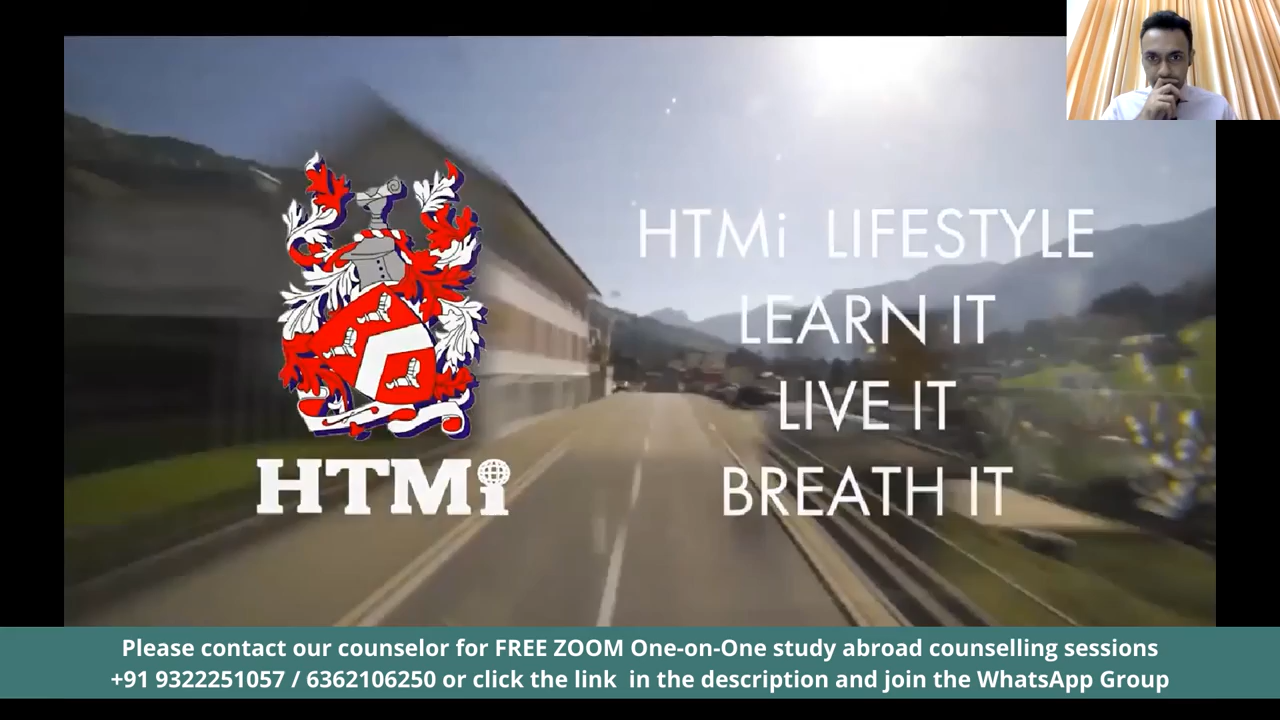 HTMi LIFESTYLE
LEARN IT
LIVE IT
BREATH IT
HTMi
Please contact our counselor for FREE ZOOM One-on-One study abroad counselling sessions
+91 9322251057 / 6362106250 or click the link in the description and join the WhatsApp Group